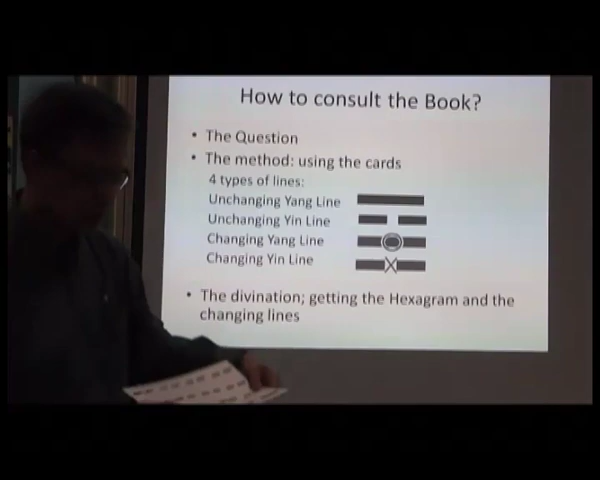 How to consult the Book?
• The Question
• The method: using the cards
4 types of lines:
Unchanging Yang Line
Unchanging Yin Line
Changing Yang Line
Changing Yin Line
• The divination; getting the Hexagram and the
changing lines